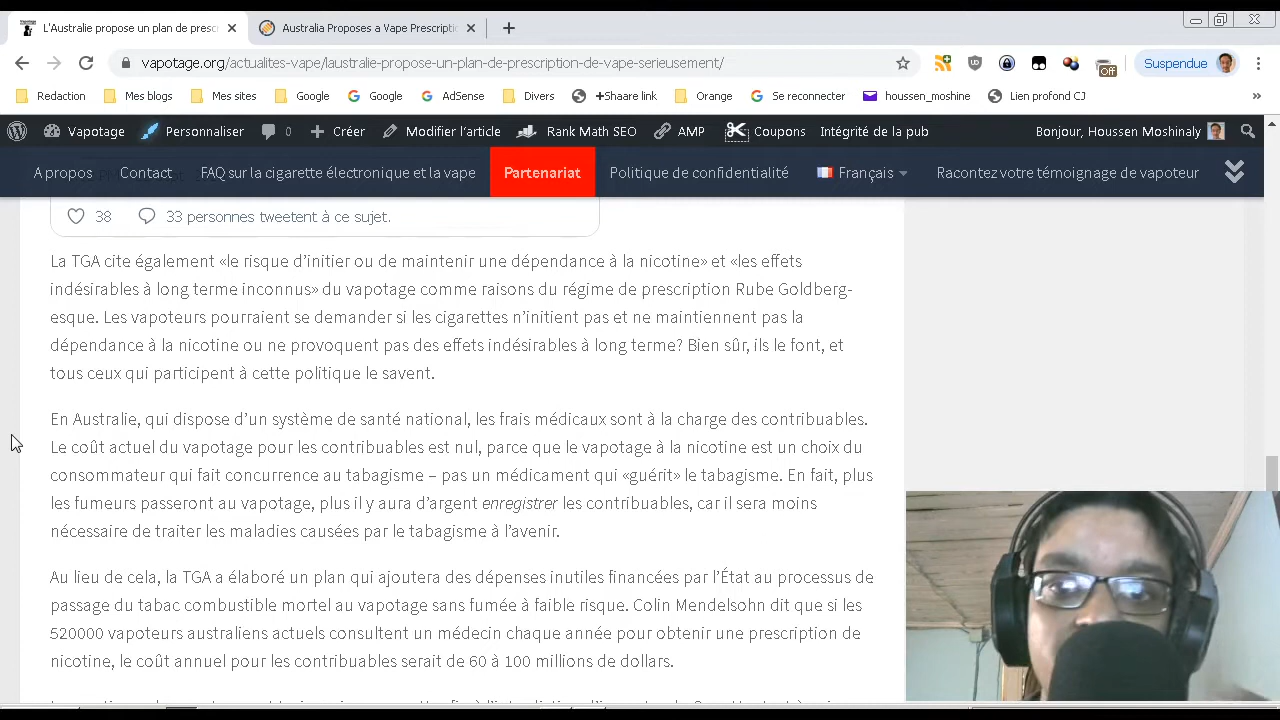 L'Australie propose un plan de presc
Australia Proposes a Vape Prescriptic
vapotage.org/actualites-vape/laustralie-propose-un-plan-de-prescription-de-vape-serieusement/
Off
Suspendue
Redaction
Mes blogs
Mes sites
Google
Google
AdSense
Divers
+Shaare link
Orange
Se reconnecter
houssen_moshine
Lien profond CJ
»
Vapotage
Personnaliser
0
Créer
Modifier l'article
Rank Math SEO
AMP
Coupons
Intégrité de la pub
Bonjour, Houssen Moshinaly
A propos
Contact
FAQ sur la cigarette électronique et la vape
Partenariat
Politique de confidentialité
Français
Racontez votre témoignage de vapoteur
38
33 personnes tweetent à ce sujet.
La TGA cite également «le risque d'initier ou de maintenir une dépendance à la nicotine» et «les effets
indésirables à long terme inconnus» du vapotage comme raisons du régime de prescription Rube Goldberg-
esque. Les vapoteurs pourraient se demander si les cigarettes n'initient pas et ne maintiennent pas la
dépendance à la nicotine ou ne provoquent pas des effets indésirables à long terme? Bien sûr, ils le font, et
tous ceux qui participent à cette politique le savent.
En Australie, qui dispose d'un système de santé national, les frais médicaux sont à la charge des contribuables.
Le coût actuel du vapotage pour les contribuables est nul, parce que le vapotage à la nicotine est un choix du
consommateur qui fait concurrence au tabagisme – pas un médicament qui «guérit» le tabagisme. En fait, plus
les fumeurs passeront au vapotage, plus il y aura d'argent enregistrer les contribuables, car il sera moins
nécessaire de traiter les maladies causées par le tabagisme à l'avenir.
Au lieu de cela, la TGA a élaboré un plan qui ajoutera des dépenses inutiles financées par l'État au processus de
passage du tabac combustible mortel au vapotage sans fumée à faible risque. Colin Mendelsohn dit que si les
520000 vapoteurs australiens actuels consultent un médecin chaque année pour obtenir une prescription de
nicotine, le coût annuel pour les contribuables serait de 60 à 100 millions de dollars.